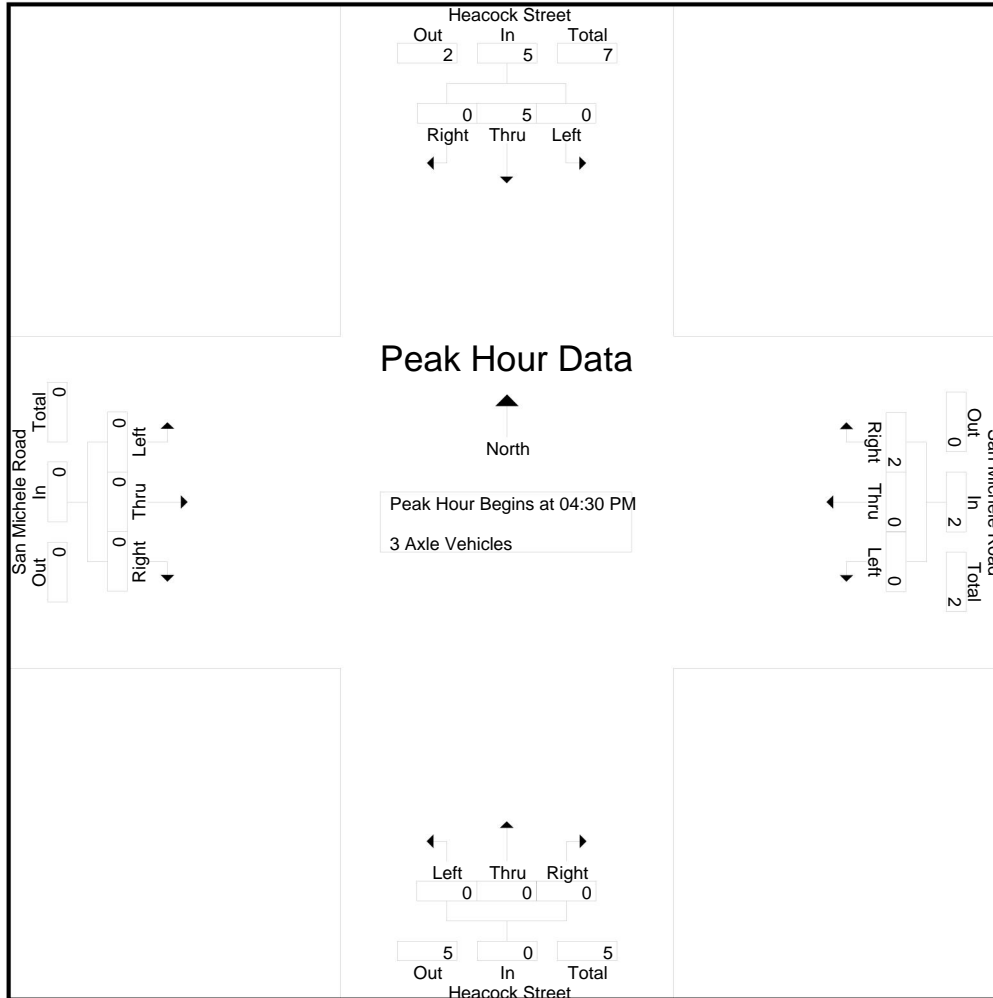 Heacock Street
Out In Total
2 5 7
0 5 0
Right Thru Left
Peak Hour Data
North
Peak Hour Begins at 04:30 PM
3 Axle Vehicles
San Michele Road
Total In Out
0 0 0
0 0 0
Left Thru Right
San Michele Road
Out In Total
0 2 2
Right Thru Left
2 0 0
Left Thru Right
0 0 0
5 0 5
Out In Total
Heacock Street